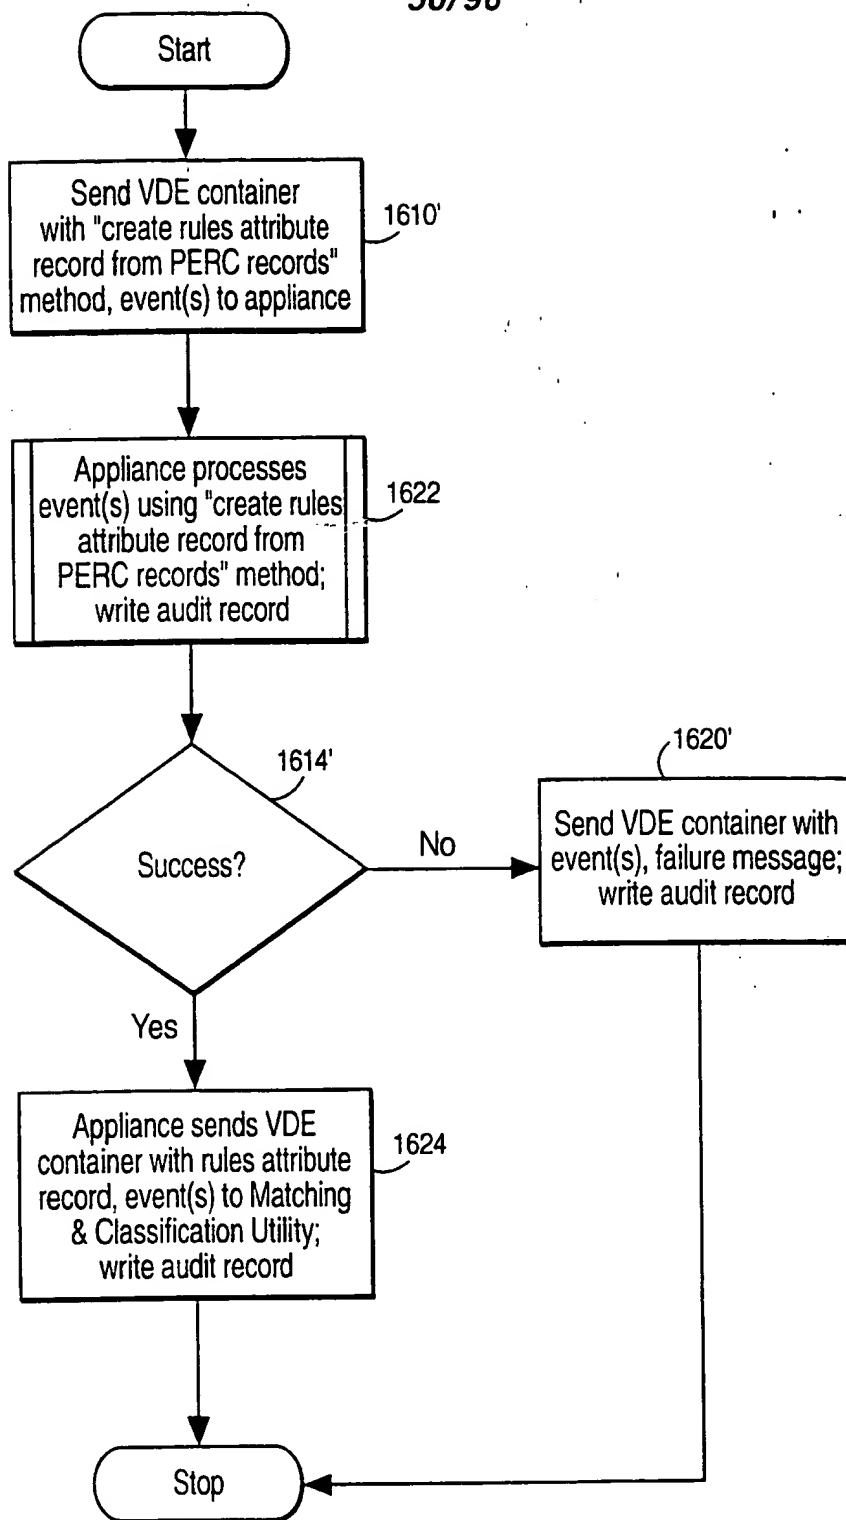 Start
Send VDE container
with "create rules attribute
record from PERC records"
method, event(s) to appliance
1610'
Appliance processes
event(s) using "create rules
attribute record from
PERC records" method;
write audit record
1622
1614'
Success?
No
1620'
Send VDE container with
event(s), failure message;
write audit record
Yes
Appliance sends VDE
container with rules attribute
record, event(s) to Matching
& Classification Utility;
write audit record
1624
Stop